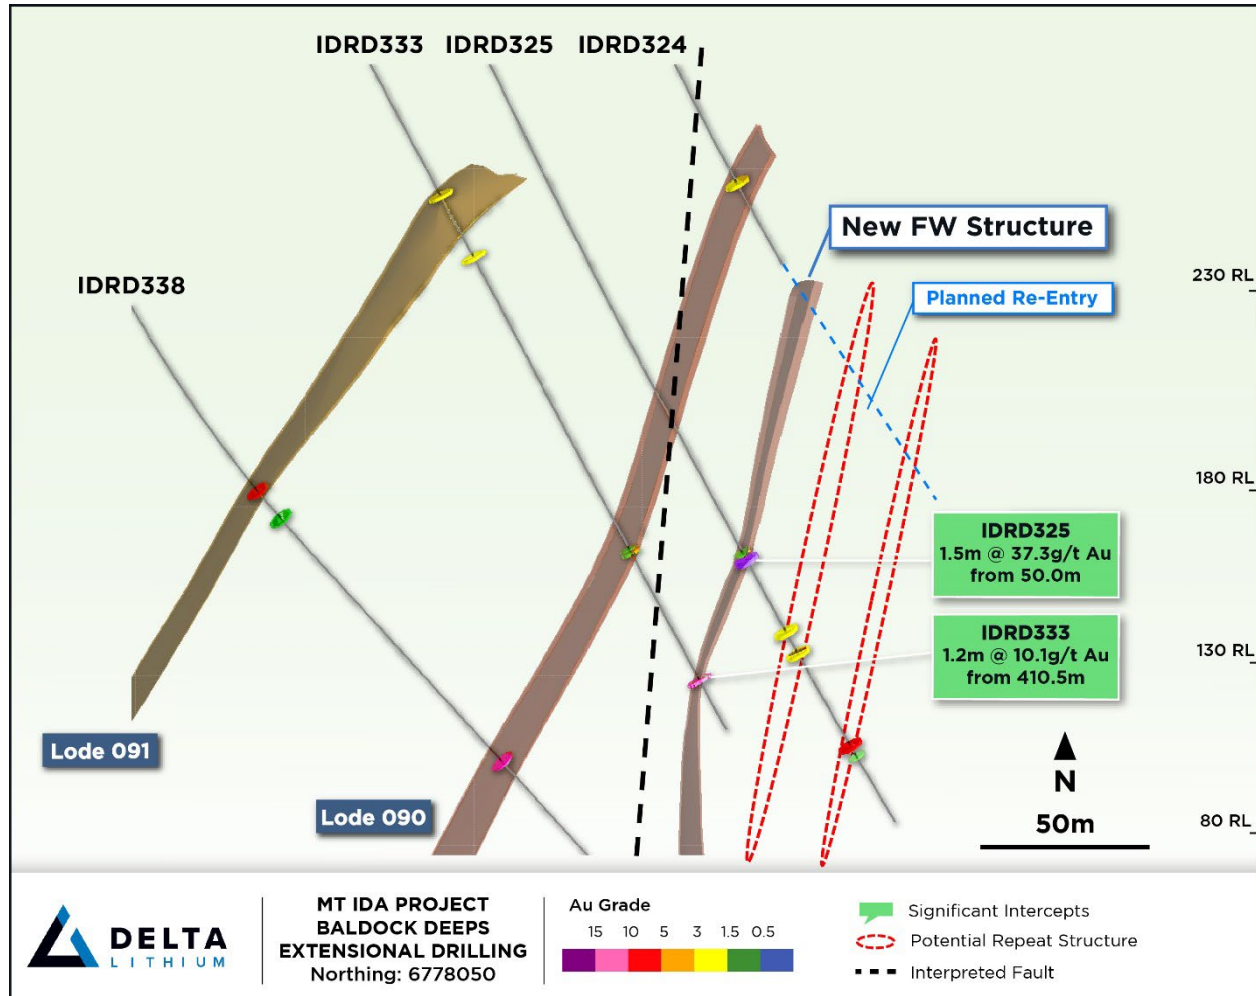 IDRD333
IDRD325
IDRD324
New FW Structure
IDRD338
230 RL
Planned Re-Entry
180 RL
IDRD325
1.5m @ 37.3g/t Au
from 50.0m
IDRD333
1.2m @ 10.1g/t Au
from 410.5m
130 RL
Lode 091
N
Lode 090
50m
80 RL
DELTA
LITHIUM
MT IDA PROJECT
BALDOCK DEEPS
EXTENSIONAL DRILLING
Northing: 6778050
Au Grade
15 10 5 3 1.5 0.5
Significant Intercepts
Potential Repeat Structure
Interpreted Fault